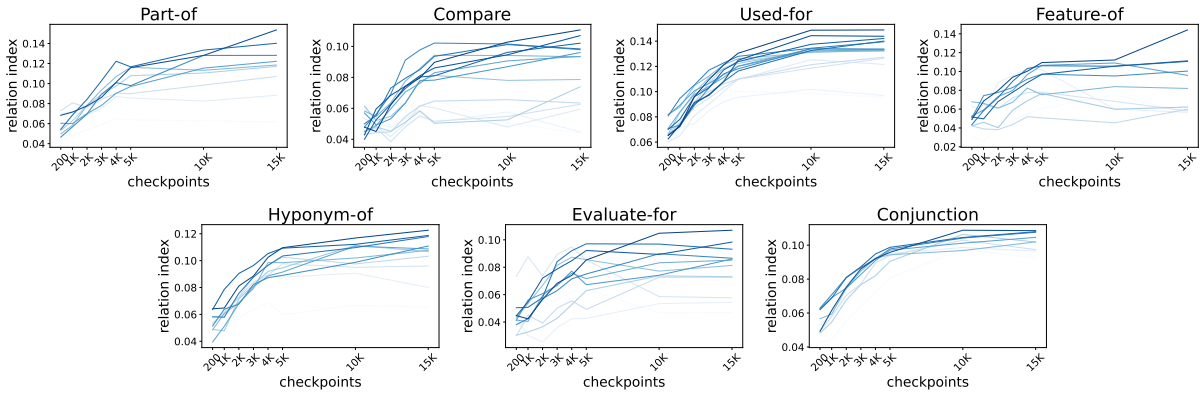 Part-of
relation index
0.14
0.12
0.10
0.08
0.06
0.04
200 1K 2K 3K 4K 5K 10K 15K
checkpoints
Compare
relation index
0.10
0.08
0.06
0.04
200 1K 2K 3K 4K 5K 10K 15K
checkpoints
Used-for
relation index
0.14
0.12
0.10
0.08
0.06
200 1K 2K 3K 4K 5K 10K 15K
checkpoints
Feature-of
relation index
0.14
0.12
0.10
0.08
0.06
0.04
0.02
200 1K 2K 3K 4K 5K 10K 15K
checkpoints
Hyponym-of
relation index
0.12
0.10
0.08
0.06
0.04
200 1K 2K 3K 4K 5K 10K 15K
checkpoints
Evaluate-for
relation index
0.10
0.08
0.06
0.04
200 1K 2K 3K 4K 5K 10K 15K
checkpoints
Conjunction
relation index
0.10
0.08
0.06
0.04
200 1K 2K 3K 4K 5K 10K 15K
checkpoints